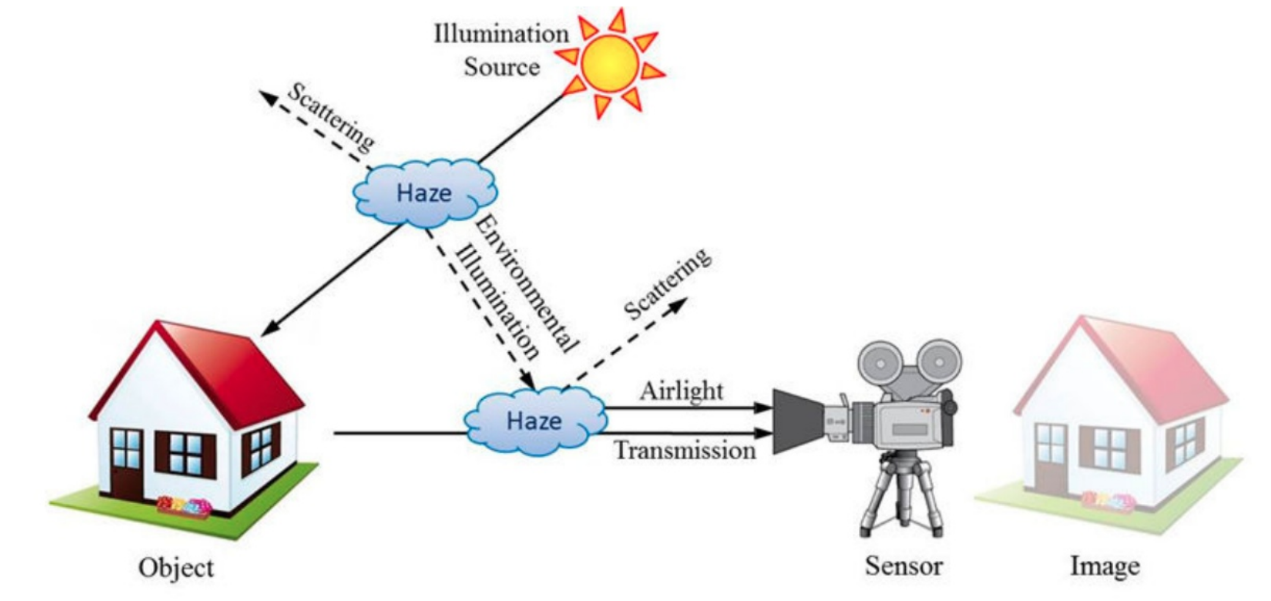 Illumination
Source
Scattering
Haze
Environmental
Illumination
Scattering
Haze
Airlight
Transmission
Object
Sensor
Image